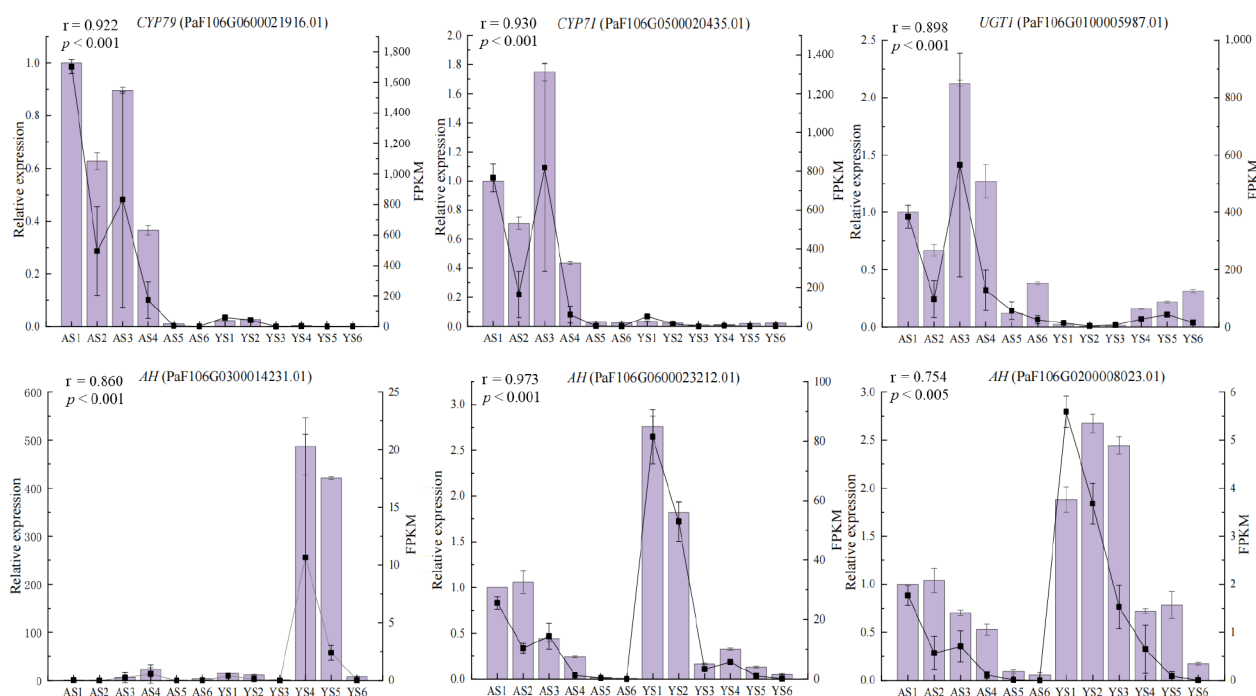 CYP79 (PaF106G0600021916.01)
r = 0.922
p < 0.001
Relative expression
1.0
0.8
0.6
0.4
0.2
0.0
1,800
1,600
1,400
1,200
1,000
800
600
400
200
0
FPKM
AS1 AS2 AS3 AS4 AS5 AS6 YS1 YS2 YS3 YS4 YS5 YS6
CYP71 (PaF106G0500020435.01)
r = 0.930
p < 0.001
Relative expression
2.0
1.8
1.6
1.4
1.2
1.0
0.8
0.6
0.4
0.2
0.0
1,400
1,200
1,000
800
600
400
200
0
FPKM
AS1 AS2 AS3 AS4 AS5 AS6 YS1 YS2 YS3 YS4 YS5 YS6
UGT1 (PaF106G0100005987.01)
r = 0.898
p < 0.001
Relative expression
2.5
2.0
1.5
1.0
0.5
0.0
1,000
800
600
400
200
0
FPKM
AS1 AS2 AS3 AS4 AS5 AS6 YS1 YS2 YS3 YS4 YS5 YS6
AH (PaF106G0300014231.01)
r = 0.860
p < 0.001
Relative expression
600
500
450
400
350
300
250
200
150
100
50
0
25
20
15
10
5
0
FPKM
AS1 AS2 AS3 AS4 AS5 AS6 YS1 YS2 YS3 YS4 YS5 YS6
AH (PaF106G0600023212.01)
r = 0.973
p < 0.001
Relative expression
3.0
2.5
2.0
1.5
1.0
0.5
0.0
100
80
60
40
20
0
FPKM
AS1 AS2 AS3 AS4 AS5 AS6 YS1 YS2 YS3 YS4 YS5 YS6
AH (PaF106G0200008023.01)
r = 0.754
p < 0.005
Relative expression
3.0
2.5
2.0
1.5
1.0
0.5
0.0
6
5
4
3
2
1
0
FPKM
AS1 AS2 AS3 AS4 AS5 AS6 YS1 YS2 YS3 YS4 YS5 YS6